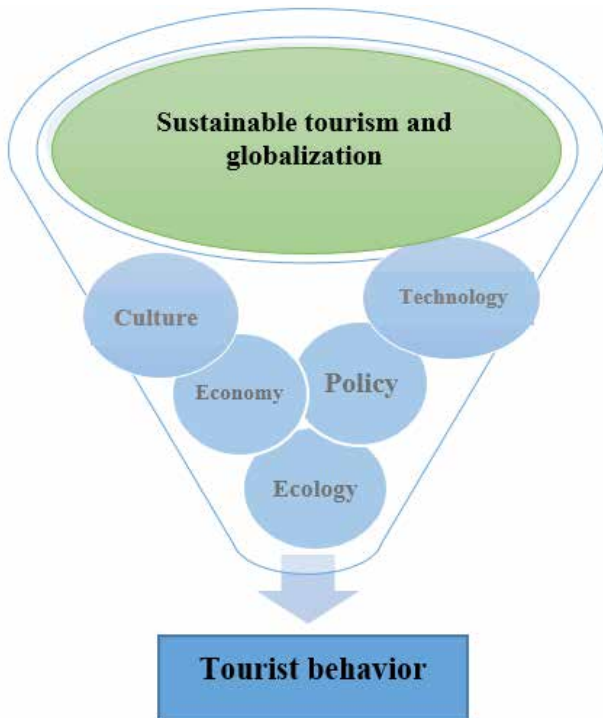 Sustainable tourism and
globalization
Culture
Technology
Economy
Policy
Ecology
Tourist behavior